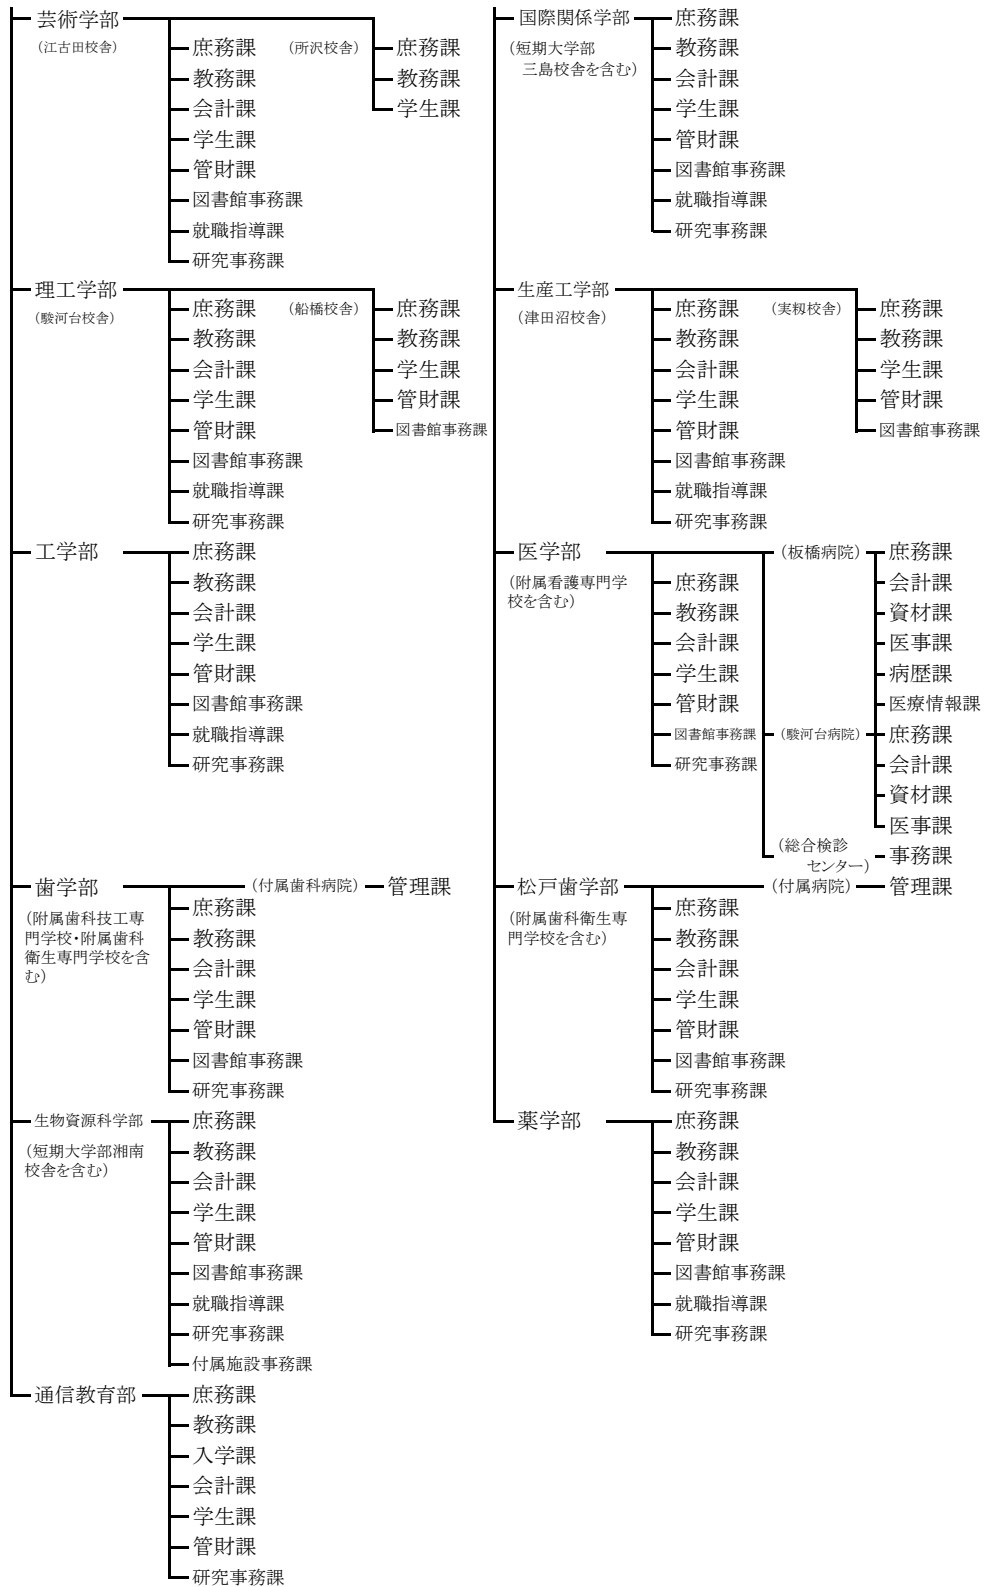 芸術学部
(江古田校舎)
庶務課
教務課
会計課
学生課
管財課
図書館事務課
就職指導課
研究事務課
(所沢校舎)
庶務課
教務課
学生課
理工学部
(駿河台校舎)
庶務課
教務課
会計課
学生課
管財課
図書館事務課
就職指導課
研究事務課
(船橋校舎)
庶務課
教務課
学生課
管財課
図書館事務課
工学部
庶務課
教務課
会計課
学生課
管財課
図書館事務課
就職指導課
研究事務課
歯学部
(附属歯科技工専
門学校・附属歯科
衛生専門学校を含
む)
(付属歯科病院)
管理課
庶務課
教務課
会計課
学生課
管財課
図書館事務課
研究事務課
生物資源科学部
(短期大学部湘南
校舎を含む)
庶務課
教務課
会計課
学生課
管財課
図書館事務課
就職指導課
研究事務課
付属施設事務課
通信教育部
庶務課
教務課
入学課
会計課
学生課
管財課
研究事務課
国際関係学部
(短期大学部
三島校舎を含む)
庶務課
教務課
会計課
学生課
管財課
図書館事務課
就職指導課
研究事務課
生産工学部
(津田沼校舎)
庶務課
教務課
会計課
学生課
管財課
図書館事務課
就職指導課
研究事務課
(実籾校舎)
庶務課
教務課
学生課
管財課
図書館事務課
医学部
(附属看護専門学
校を含む)
庶務課
教務課
会計課
学生課
管財課
図書館事務課
研究事務課
(板橋病院)
庶務課
会計課
資材課
医事課
病歴課
医療情報課
(駿河台病院)
庶務課
会計課
資材課
医事課
(総合検診
センター)
事務課
松戸歯学部
(附属歯科衛生専
門学校を含む)
(付属病院)
管理課
庶務課
教務課
会計課
学生課
管財課
図書館事務課
研究事務課
薬学部
庶務課
教務課
会計課
学生課
管財課
図書館事務課
就職指導課
研究事務課